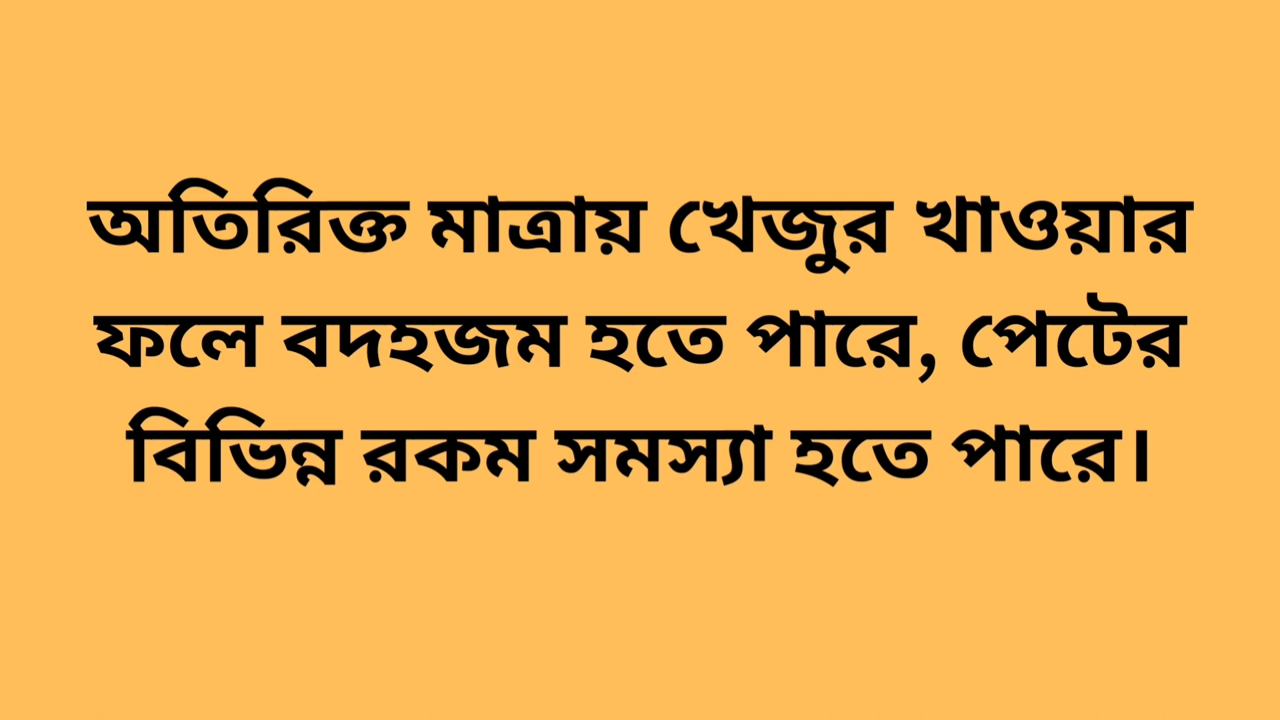 অতিরিক্ত মাত্রায় খেজুর খাওয়ার
ফলে বদহজম হতে পারে, পেটের
বিভিন্ন রকম সমস্যা হতে পারে।